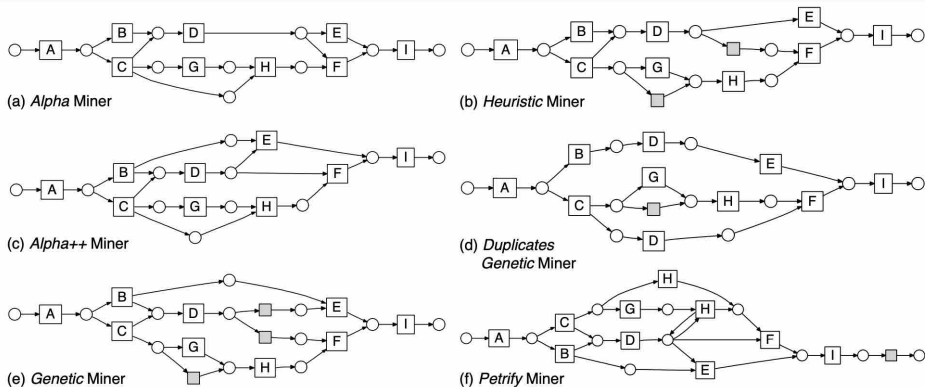 B D E
A I
C G H F
(a) Alpha Miner
E
B D
A I
F
C G
H
(b) Heuristic Miner
E
B D F I
A
C G H
(c) Alpha++ Miner
D
B
E
G
A I
C H F
D
(d) Duplicates
Genetic Miner
B E
D
A I
C F
G
H
(e) Genetic Miner
H
C G H
A D F
B
E I
(f) Petrify Miner